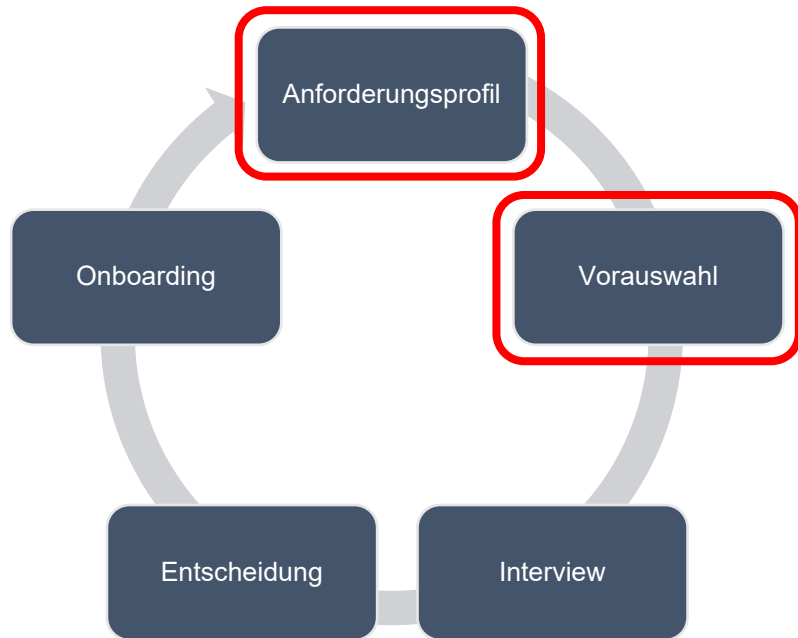 Anforderungsprofil
Vorauswahl
Interview
Entscheidung
Onboarding